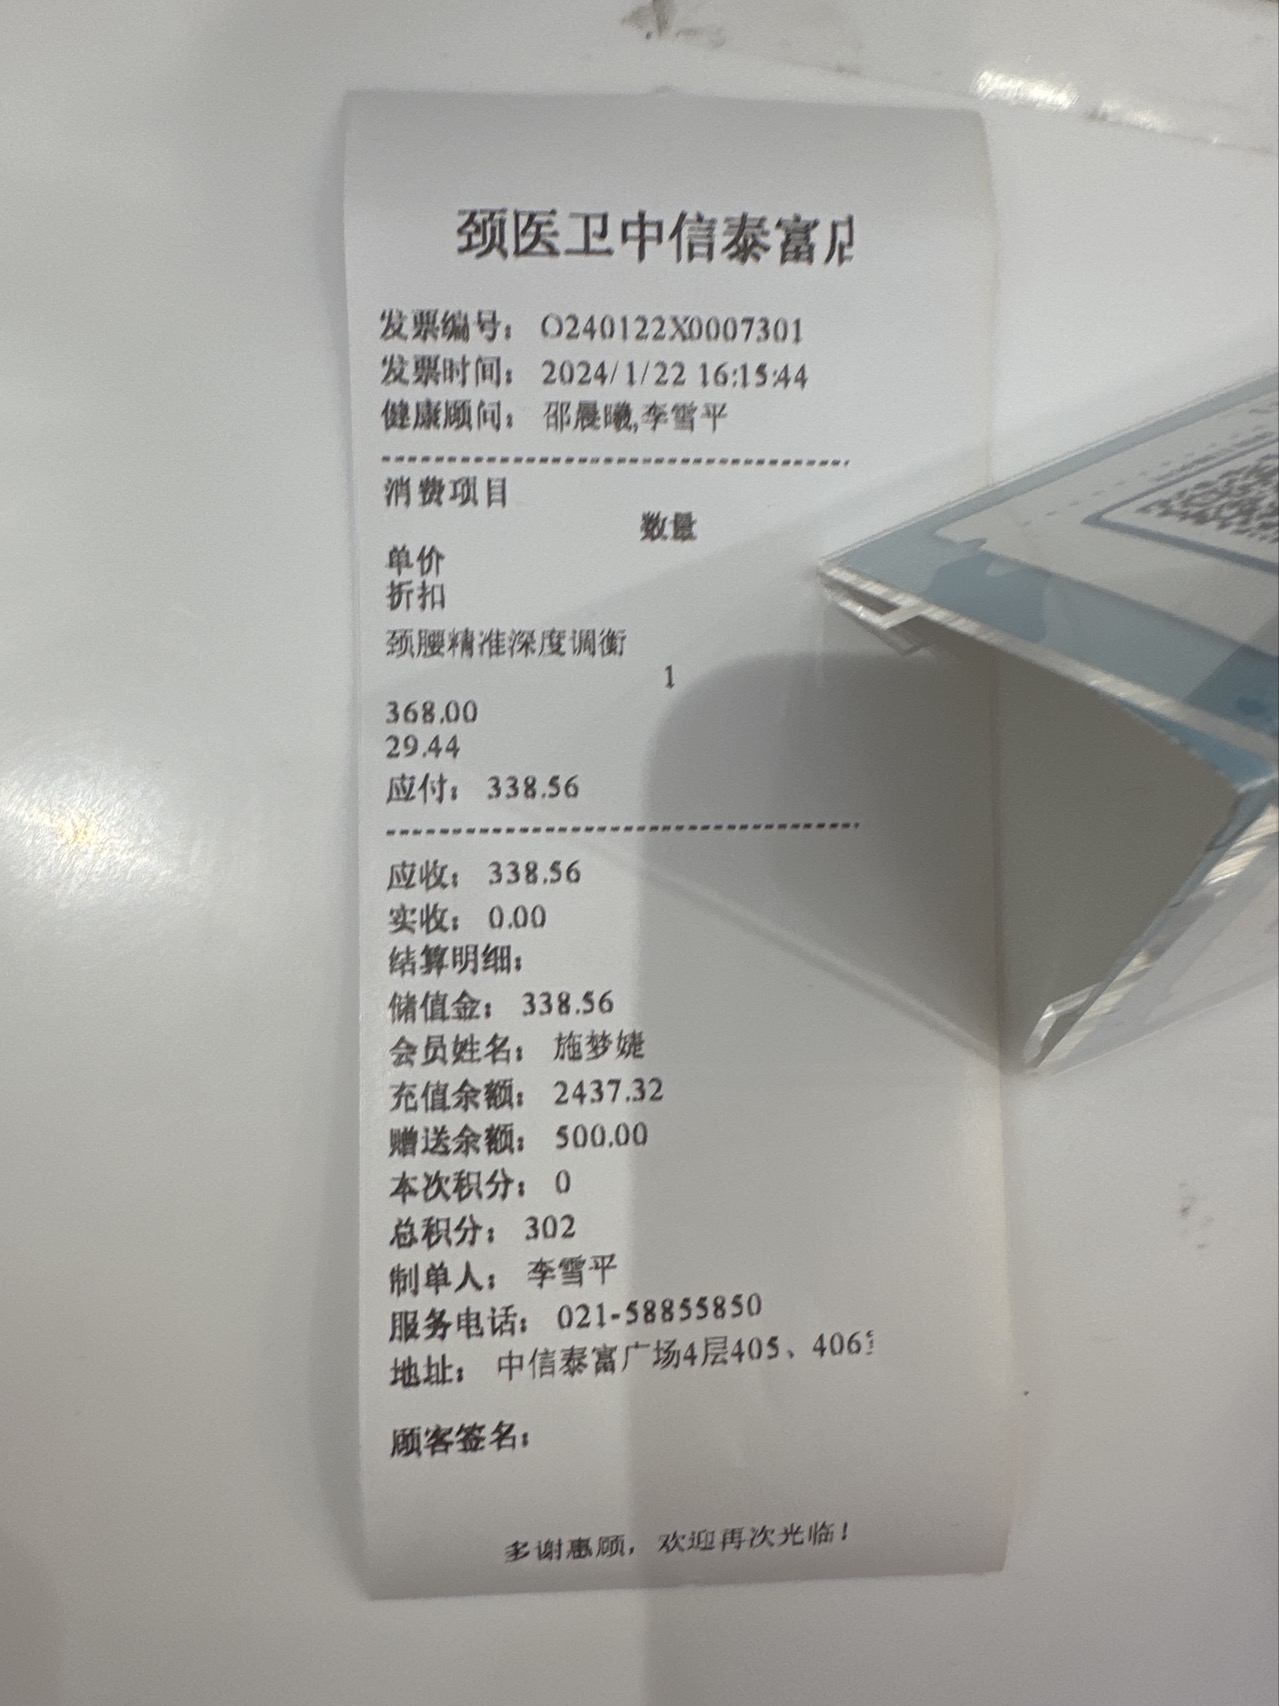 颈医卫中信泰富店
发票编号： O240122X0007301
发票时间： 2024/1/22 16:15:44
健康顾问： 邵晨曦,李雪平
消费项目
数量
单价
折扣
颈腰精准深度调衡
1
368.00
29.44
应付： 338.56
应收： 338.56
实收： 0.00
结算明细：
储值金： 338.56
会员姓名： 施梦婕
充值余额： 2437.32
赠送余额： 500.00
本次积分： 0
总积分： 302
制单人： 李雪平
服务电话： 021-58855850
地址： 中信泰富广场4层405、406
顾客签名：
多谢惠顾，欢迎再次光临！